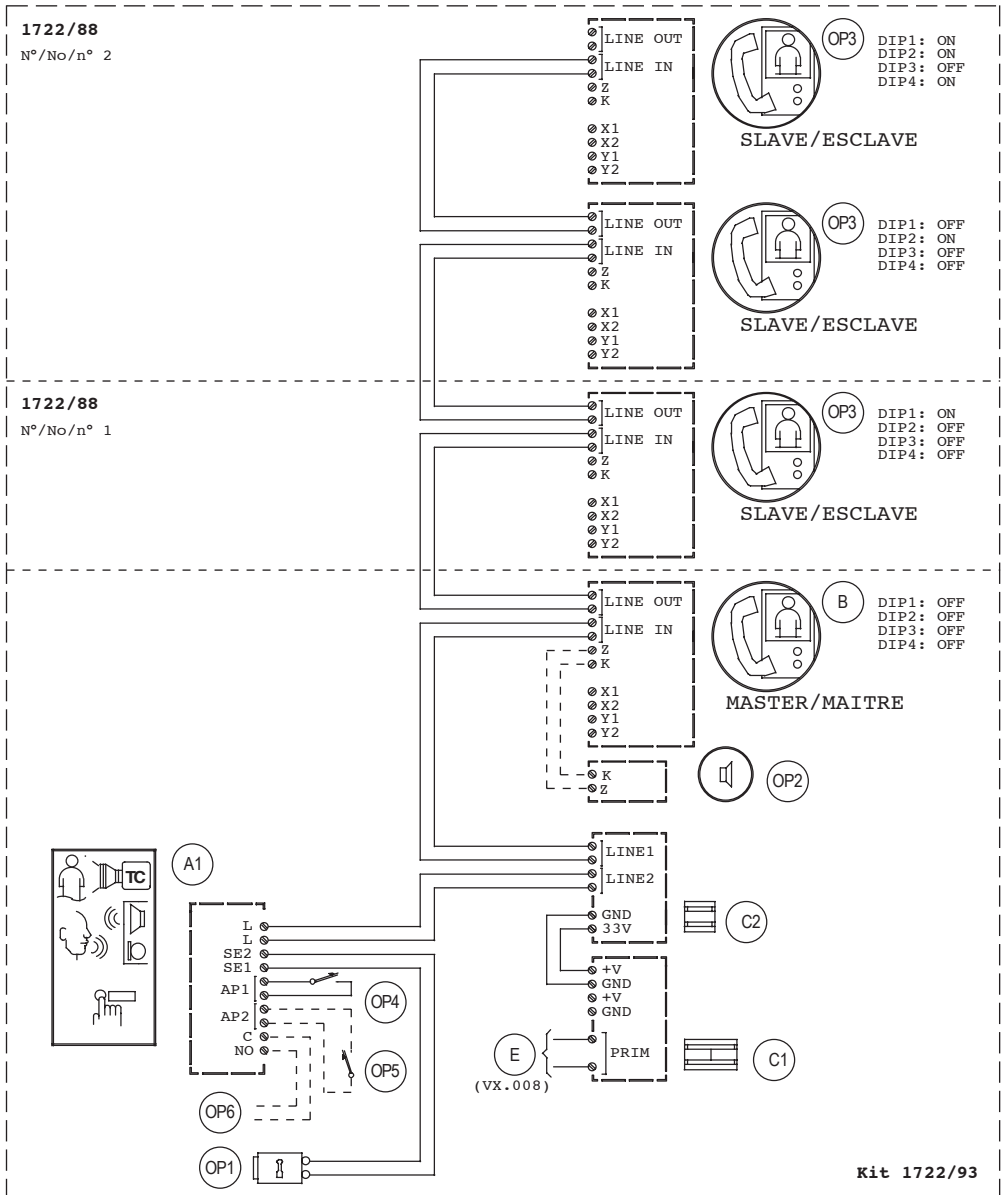 1722/88
N°/No/n° 2
LINE OUT
LINE IN
Z
K
X1
X2
Y1
Y2
OP3
DIP1: ON
DIP2: ON
DIP3: OFF
DIP4: ON
SLAVE/ESCLAVE
LINE OUT
LINE IN
Z
K
X1
X2
Y1
Y2
OP3
DIP1: OFF
DIP2: ON
DIP3: OFF
DIP4: OFF
SLAVE/ESCLAVE
1722/88
N°/No/n° 1
LINE OUT
LINE IN
Z
K
X1
X2
Y1
Y2
OP3
DIP1: ON
DIP2: OFF
DIP3: OFF
DIP4: OFF
SLAVE/ESCLAVE
LINE OUT
LINE IN
Z
K
X1
X2
Y1
Y2
B
DIP1: OFF
DIP2: OFF
DIP3: OFF
DIP4: OFF
MASTER/MAITRE
K
Z
OP2
A1
TC
L
L
SE2
SE1
AP1
AP2
C
NO
OP4
OP5
OP6
OP1
LINE1
LINE2
GND
33V
C2
+V
GND
+V
GND
PRIM
E
(VX.008)
C1
Kit 1722/93